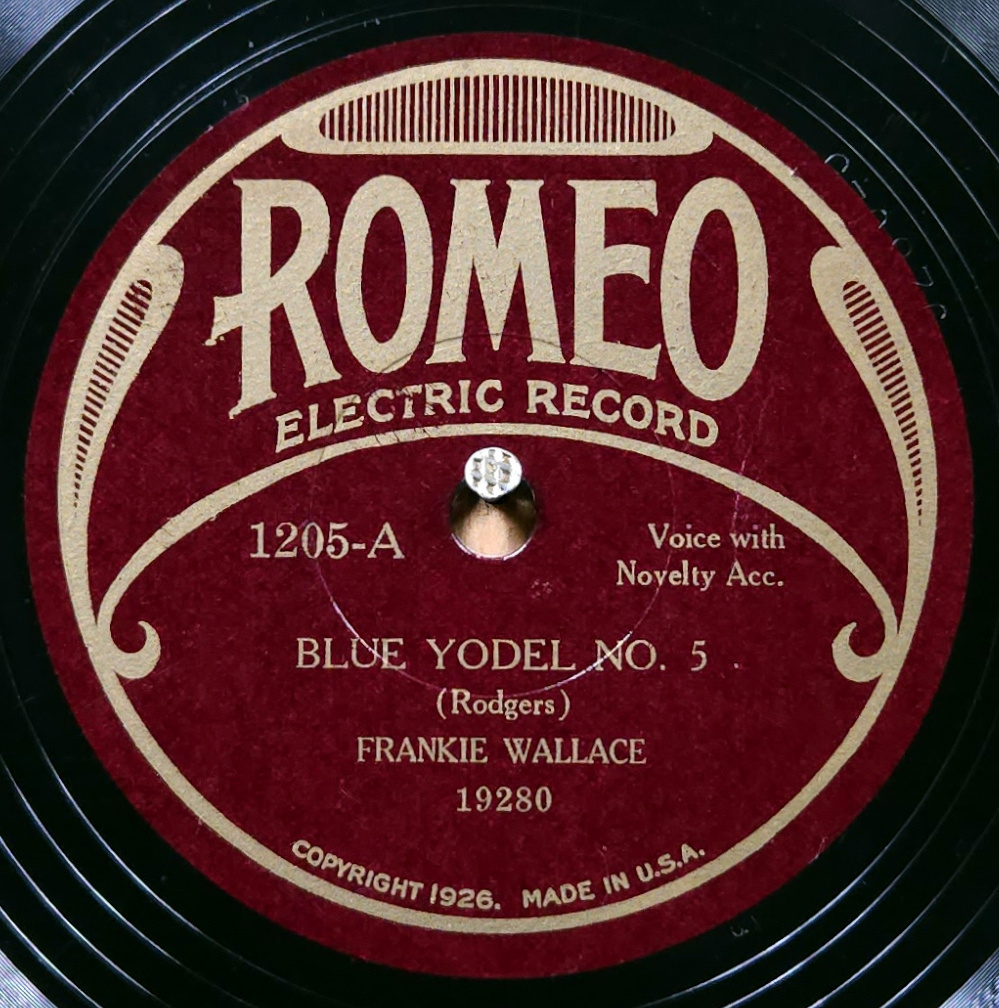 ROMEO
ELECTRIC RECORD
1205-A
Voice with
Novelty Acc.
BLUE YODEL NO. 5
(Rodgers)
FRANKIE WALLACE
19280
COPYRIGHT 1926. MADE IN U.S.A.